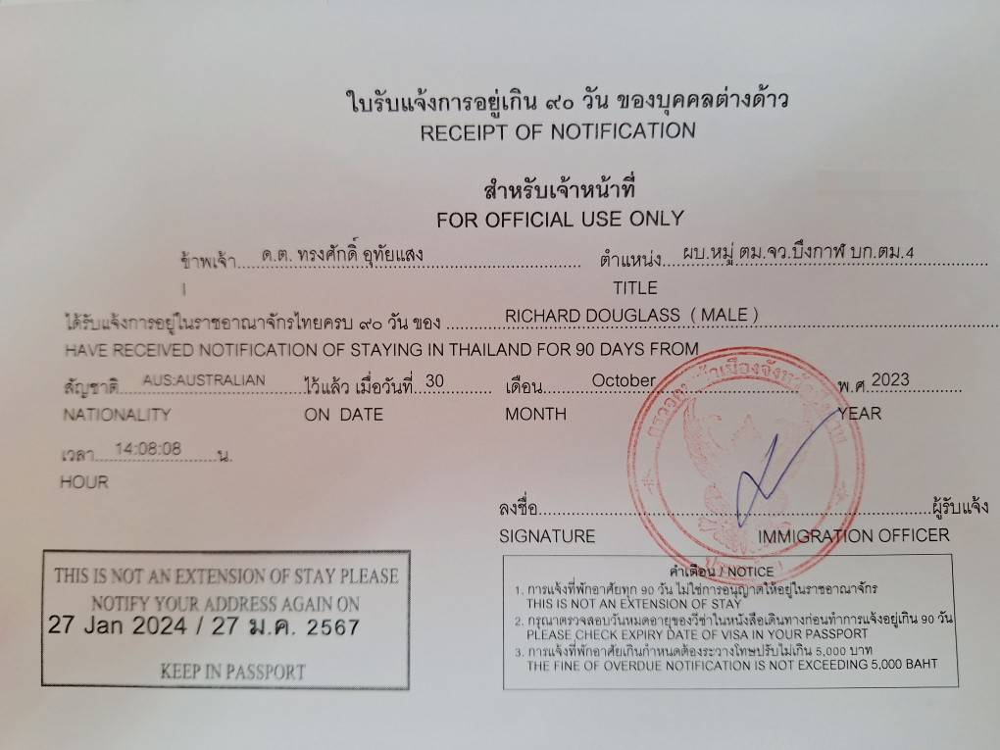 ใบรับแจ้งการอยู่เกิน ๙๐ วัน ของบุคคลต่างด้าว
RECEIPT OF NOTIFICATION
สำหรับเจ้าหน้าที่
FOR OFFICIAL USE ONLY
ข้าพเจ้า ด.ต. ทรงศักดิ์ อุทัยแสง ตำแหน่ง ผบ.หมู่ ตม.จว.บึงกาฬ บก.ตม.4
I TITLE
ได้รับแจ้งการอยู่ในราชอาณาจักรไทยครบ ๙๐ วัน ของ RICHARD DOUGLASS ( MALE )
HAVE RECEIVED NOTIFICATION OF STAYING IN THAILAND FOR 90 DAYS FROM
สัญชาติ AUS:AUSTRALIAN ไว้แล้ว เมื่อวันที่ 30 เดือน October พ.ศ. 2023
NATIONALITY ON DATE MONTH YEAR
เวลา 14:08:08 น.
HOUR
ลงชื่อ ผู้รับแจ้ง
SIGNATURE IMMIGRATION OFFICER
THIS IS NOT AN EXTENSION OF STAY PLEASE
NOTIFY YOUR ADDRESS AGAIN ON
27 Jan 2024 / 27 ม.ค. 2567
KEEP IN PASSPORT
คำเตือน / NOTICE
1. การแจ้งที่พักอาศัยทุก 90 วัน ไม่ใช่การอนุญาตให้อยู่ในราชอาณาจักร
THIS IS NOT AN EXTENSION OF STAY
2. กรุณาตรวจสอบวันหมดอายุของวีซ่าในหนังสือเดินทางก่อนทำการแจ้งอยู่เกิน 90 วัน
PLEASE CHECK EXPIRY DATE OF VISA IN YOUR PASSPORT
3. การแจ้งที่พักอาศัยเกินกำหนดต้องระวางโทษปรับไม่เกิน 5,000 บาท
THE FINE OF OVERDUE NOTIFICATION IS NOT EXCEEDING 5,000 BAHT